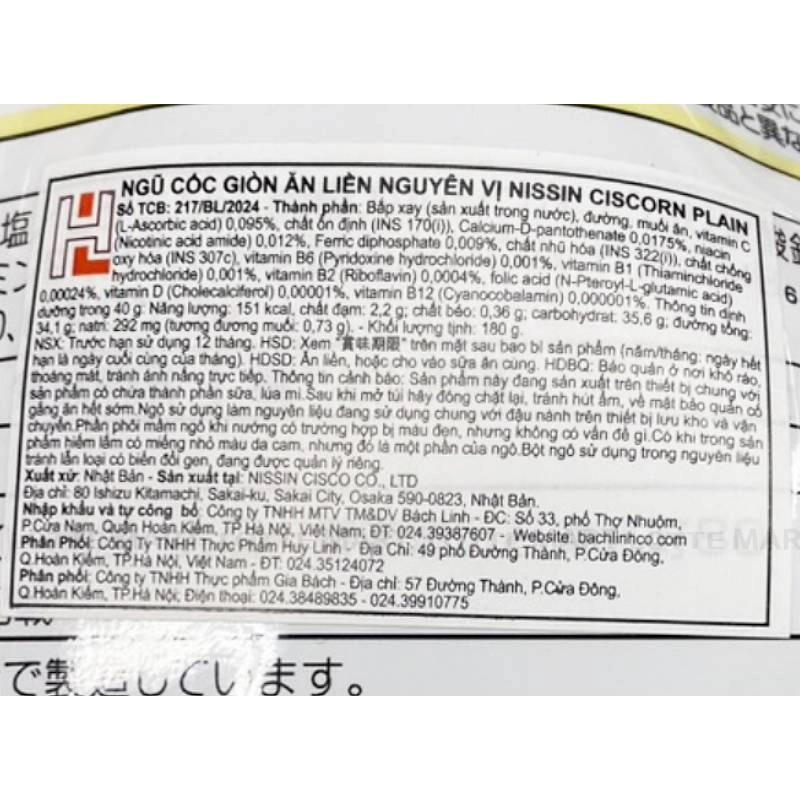 品と異な
塩
NGŨ CỐC GIÒN ĂN LIỀN NGUYÊN VỊ NISSIN CISCORN PLAIN
Số TCB: 217/BL/2024 - Thành phần: Bắp xay (sản xuất trong nước), đường, muối ăn, vitamin C
(L-Ascorbic acid) 0,095%, chất ổn định (INS 170(i)), Calcium-D-pantothenate 0,0175%, niacin
(Nicotinic acid amide) 0,012%, Ferric diphosphate 0,009%, chất nhũ hóa (INS 322(i)), chất chống
oxy hóa (INS 307c), vitamin B6 (Pyridoxine hydrochloride) 0,001%, vitamin B1 (Thiaminchloride
hydrochloride) 0,001%, vitamin B2 (Riboflavin) 0,0004%, folic acid (N-Pteroyl-L-glutamic acid)
0,00024%, vitamin D (Cholecalciferol) 0,00001%, vitamin B12 (Cyanocobalamin) 0,000001%. Thông tin dinh
dưỡng trong 40 g: Năng lượng: 151 kcal, chất đạm: 2,2 g; chất béo: 0,36 g; carbohydrat: 35,6 g; đường tổng:
34,1 g; natri: 292 mg (tương đương muối: 0,73 g). - Khối lượng tịnh: 180 g.
NSX: Trước hạn sử dụng 12 tháng. HSD: Xem "賞味期限" trên mặt sau bao bì sản phẩm (năm/tháng: ngày hết
hạn là ngày cuối cùng của tháng). HDSD: Ăn liền, hoặc cho vào sữa ăn cùng. HDBQ: Bảo quản ở nơi khô ráo,
thoáng mát, tránh ánh nắng trực tiếp. Thông tin cảnh báo: Sản phẩm này đang sản xuất trên thiết bị chung với
sản phẩm có chứa thành phần sữa, lúa mì.Sau khi mở túi hãy đóng chặt lại, tránh hút ẩm, về mặt bảo quản cố
gắng ăn hết sớm.Ngô sử dụng làm nguyên liệu đang sử dụng chung với đậu nành trên thiết bị lưu kho và vận
chuyển.Phần phôi mầm ngô khi nướng có trường hợp bị màu đen, nhưng không có vấn đề gì.Có khi trong sản
phẩm hiếm lắm có miếng nhỏ màu da cam, nhưng đó là một phần của ngô.Bột ngô sử dụng trong nguyên liệu
tránh lẫn loại có biến đổi gen, đang được quản lý riêng.
Xuất xứ: Nhật Bản - Sản xuất tại: NISSIN CISCO CO., LTD
Địa chỉ: 80 Ishizu Kitamachi, Sakai-ku, Sakai City, Osaka 590-0823, Nhật Bản.
Nhập khẩu và tự công bố: Công ty TNHH MTV TM&DV Bách Linh - ĐC: Số 33, phố Thợ Nhuộm,
P.Cửa Nam, Quận Hoàn Kiếm, TP Hà Nội, Việt Nam; ĐT: 024.39387607 - Website: bachlinhco.com
Phân Phối: Công Ty TNHH Thực Phẩm Huy Linh - Địa Chỉ: 49 phố Đường Thành, P.Cửa Đông,
Q.Hoàn Kiếm, TP.Hà Nội, Việt Nam - ĐT: 024.35124072
Phân phối: Công ty TNHH Thực phẩm Gia Bách - Địa chỉ: 57 Đường Thành, P.Cửa Đông,
Q.Hoàn Kiếm, TP.Hà Nội; Điện thoại: 024.38489835 - 024.39910775
で製造しています。